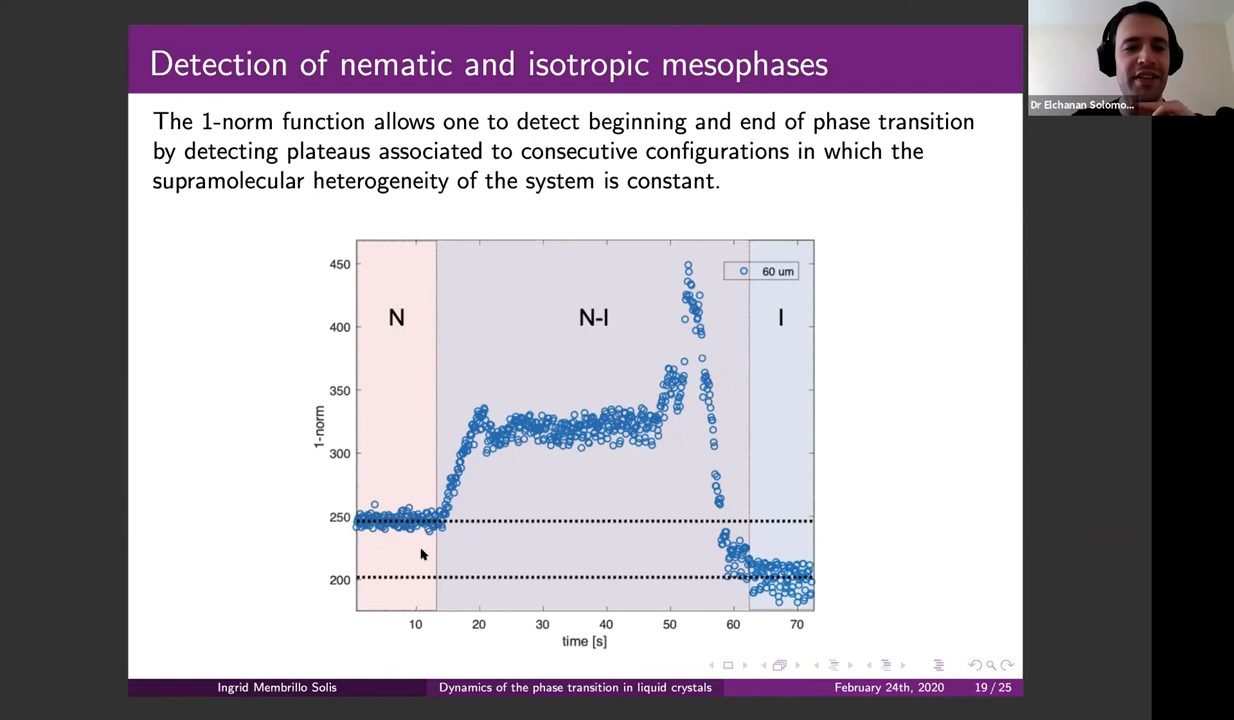 Detection of nematic and isotropic mesophases
Dr Elchanan Solomo...
The 1-norm function allows one to detect beginning and end of phase transition
by detecting plateaus associated to consecutive configurations in which the
supramolecular heterogeneity of the system is constant.
450
400
350
300
250
200
1-norm
N
N-I
I
60 um
10 20 30 40 50 60 70
time [s]
Ingrid Membrillo Solis Dynamics of the phase transition in liquid crystals February 24th, 2020 19 / 25